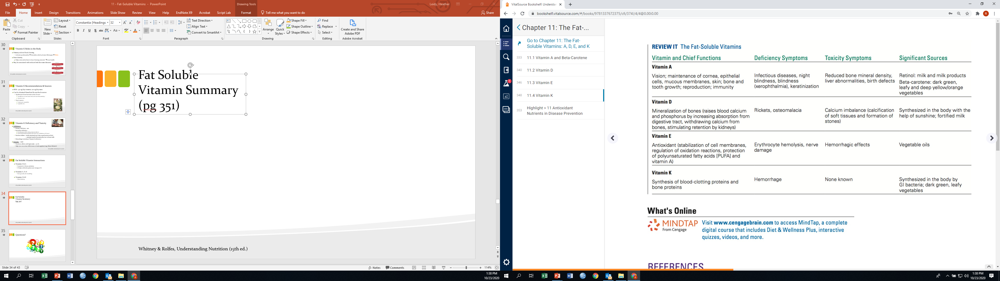 11 - Fat-Soluble Vitamins - PowerPoint
Drawing Tools
Leidy, Heather
File Home Insert Design Transitions Animations Slide Show Review View Help EndNote X9 Acrobat Script Lab Format Tell me what you want to do Share
Paste
Cut
Copy
Format Painter
Clipboard
New Slide
Layout
Reset
Section
Slides
Constantia (Headings) 32
Font
Text Direction
Align Text
Convert to SmartArt
Paragraph
Arrange
Quick Styles
Shape Fill
Shape Outline
Shape Effects
Drawing
Find
Replace
Select
Editing
Create and Share Adobe PDF
Adobe Acrobat
30
Vitamin K Roles in the Body
31
Vitamin K Recommendations & Sources
32
Vitamin K Deficiency and Toxicity
33
Fat Soluble Vitamin Interactions
34
Fat Soluble
Vitamin Summary
(pg 351)
35
Questions?
Fat Soluble
Vitamin Summary
(pg 351)
Whitney & Rolfes, Understanding Nutrition (15th ed.)
Slide 34 of 43
Notes Comments 114%
1:38 PM
10/23/2020
VitalSource Bookshelf: Understan
bookshelf.vitalsource.com/#/books/9781337672375/cfi/374!/4/4@0.00:0.00
R
Chapter 11: The Fat-...
Go to Chapter 11: The Fat-
Soluble Vitamins: A, D, E, and K
333 11.1 Vitamin A and Beta-Carotene
340 11.2 Vitamin D
346 11.3 Vitamin E
348 11.4 Vitamin K
353 Highlight > 11 Antioxidant
Nutrients in Disease Prevention
REVIEW IT The Fat-Soluble Vitamins
Vitamin and Chief Functions Deficiency Symptoms Toxicity Symptoms Significant Sources
Vitamin A
Vision; maintenance of cornea, epithelial
cells, mucous membranes, skin; bone and
tooth growth; reproduction; immunity
Infectious diseases, night
blindness, blindness
(xerophthalmia), keratinization
Reduced bone mineral density,
liver abnormalities, birth defects
Retinol: milk and milk products
Beta-carotene: dark green,
leafy and deep yellow/orange
vegetables
Vitamin D
Mineralization of bones (raises blood calcium
and phosphorus by increasing absorption from
digestive tract, withdrawing calcium from
bones, stimulating retention by kidneys)
Rickets, osteomalacia
Calcium imbalance (calcification
of soft tissues and formation of
stones)
Synthesized in the body with the
help of sunshine; fortified milk
Vitamin E
Antioxidant (stabilization of cell membranes,
regulation of oxidation reactions, protection
of polyunsaturated fatty acids [PUFA] and
vitamin A)
Erythrocyte hemolysis, nerve
damage
Hemorrhagic effects
Vegetable oils
Vitamin K
Synthesis of blood-clotting proteins and
bone proteins
Hemorrhage
None known
Synthesized in the body by
GI bacteria; dark green, leafy
vegetables
What's Online
MINDTAP
From Cengage
Visit www.cengagebrain.com to access MindTap, a complete
digital course that includes Diet & Wellness Plus, interactive
quizzes, videos, and more.
REFERENCES
1:38 PM
10/23/2020